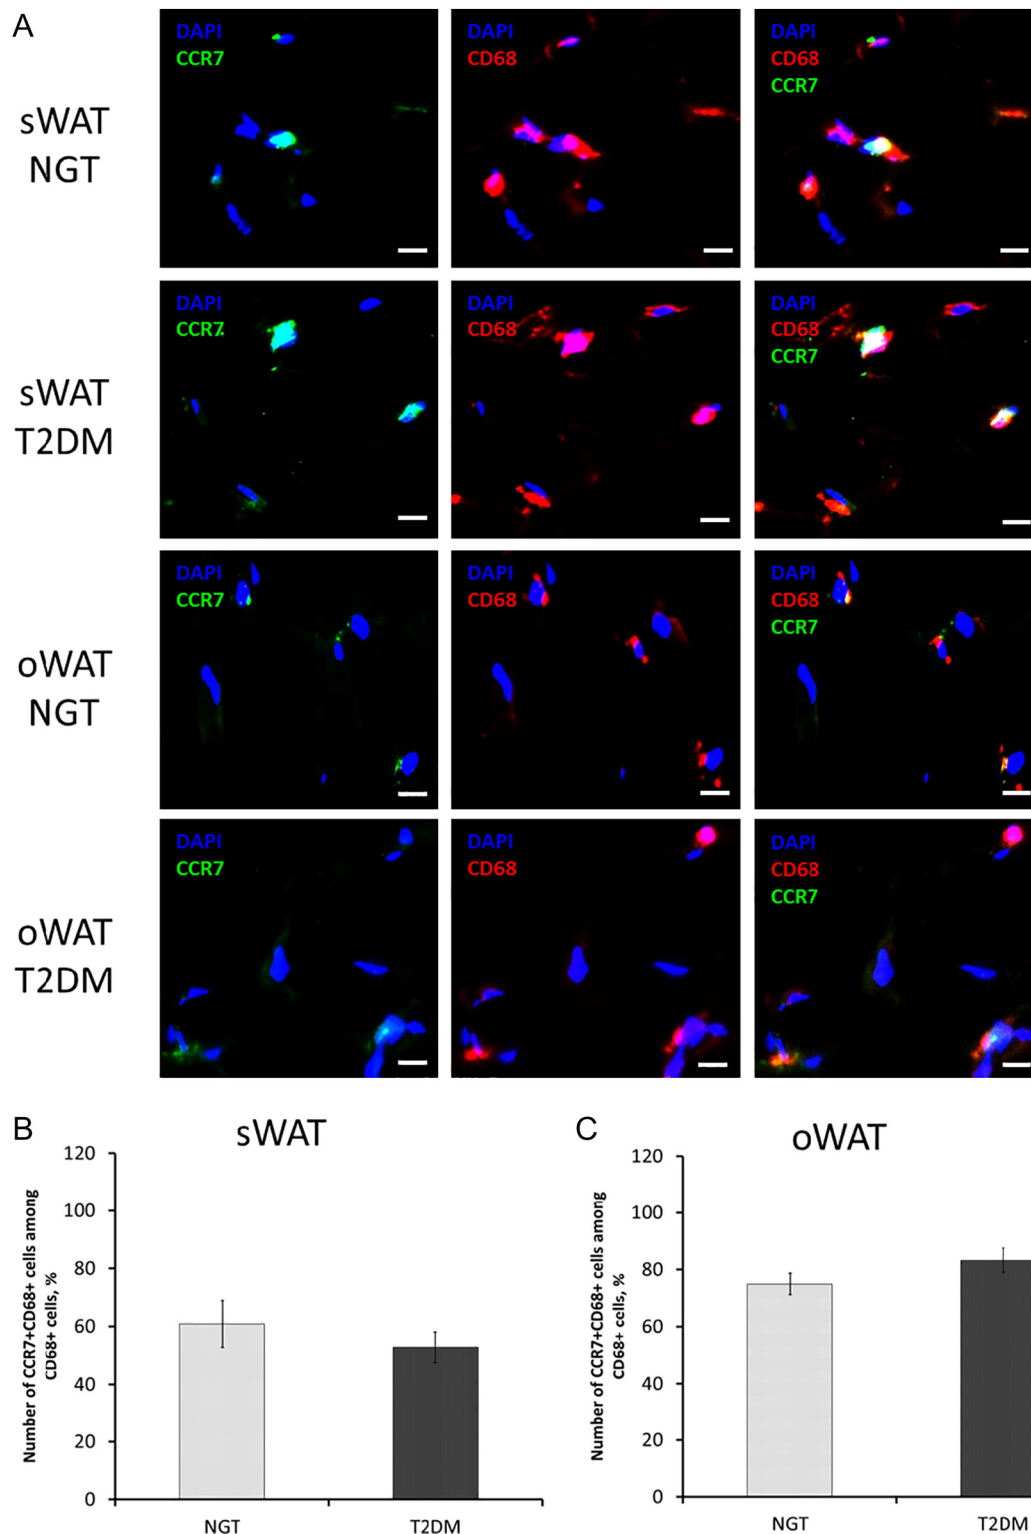 A
DAPI
CCR7
DAPI
CD68
DAPI
CD68
CCR7
sWAT
NGT
DAPI
CCR7
DAPI
CD68
DAPI
CD68
CCR7
sWAT
T2DM
DAPI
CCR7
DAPI
CD68
DAPI
CD68
CCR7
oWAT
NGT
DAPI
CCR7
DAPI
CD68
DAPI
CD68
CCR7
oWAT
T2DM
B
sWAT
120
100
80
60
40
20
0
Number of CCR7+CD68+ cells among
CD68+ cells, %
NGT
T2DM
C
oWAT
120
100
80
60
40
20
0
Number of CCR7+CD68+ cells among
CD68+ cells, %
NGT
T2DM